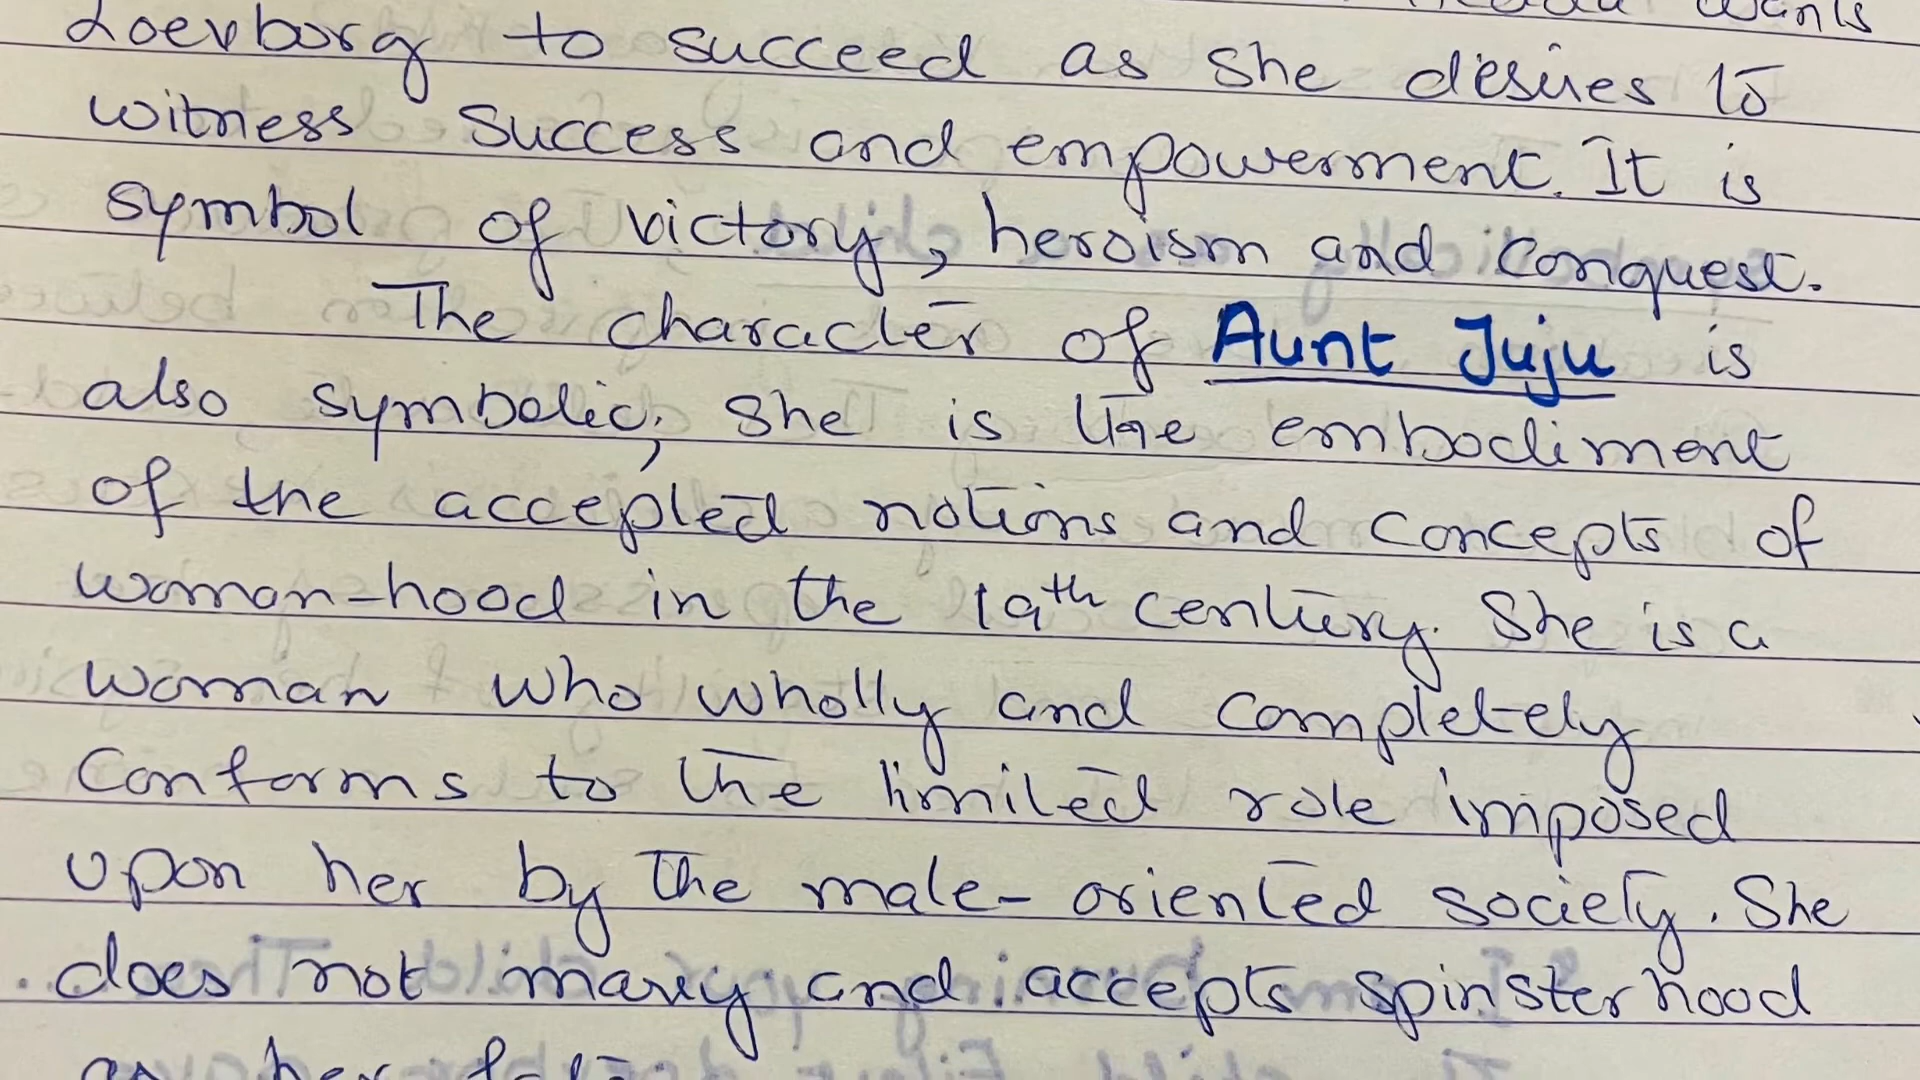 wants
Loevborg to succeed as she desires to
witness success and empowerment. It is
symbol of victory, heroism and conquest.
The character of Aunt Juju is
also symbolic; she is the embodiment
of the accepted notions and concepts of
woman-hood in the 19th century. She is a
woman who wholly and completely
conforms to the limited role imposed
upon her by the male-oriented society. She
does not marry and accepts spinsterhood
as her